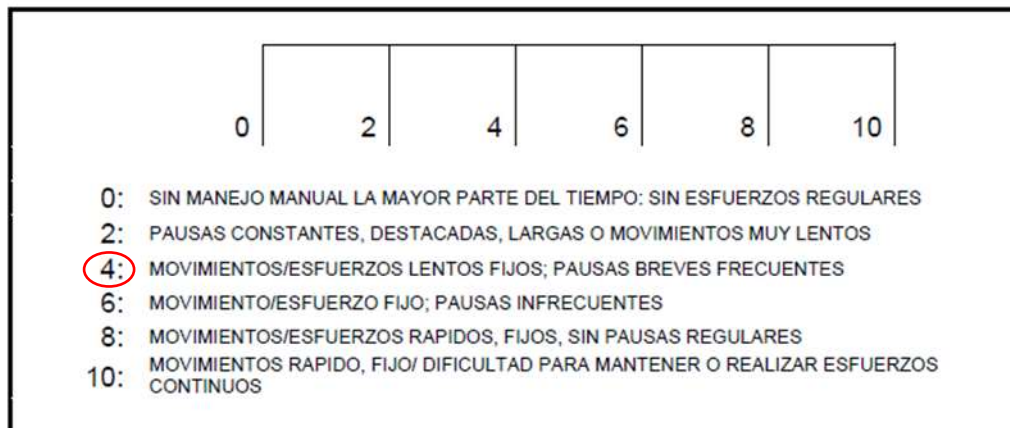 0 2 4 6 8 10
0: SIN MANEJO MANUAL LA MAYOR PARTE DEL TIEMPO: SIN ESFUERZOS REGULARES
2: PAUSAS CONSTANTES, DESTACADAS, LARGAS O MOVIMIENTOS MUY LENTOS
4: MOVIMIENTOS/ESFUERZOS LENTOS FIJOS; PAUSAS BREVES FRECUENTES
6: MOVIMIENTO/ESFUERZO FIJO; PAUSAS INFRECUENTES
8: MOVIMIENTOS/ESFUERZOS RAPIDOS, FIJOS, SIN PAUSAS REGULARES
10: MOVIMIENTOS RAPIDO, FIJO/ DIFICULTAD PARA MANTENER O REALIZAR ESFUERZOS
CONTINUOS